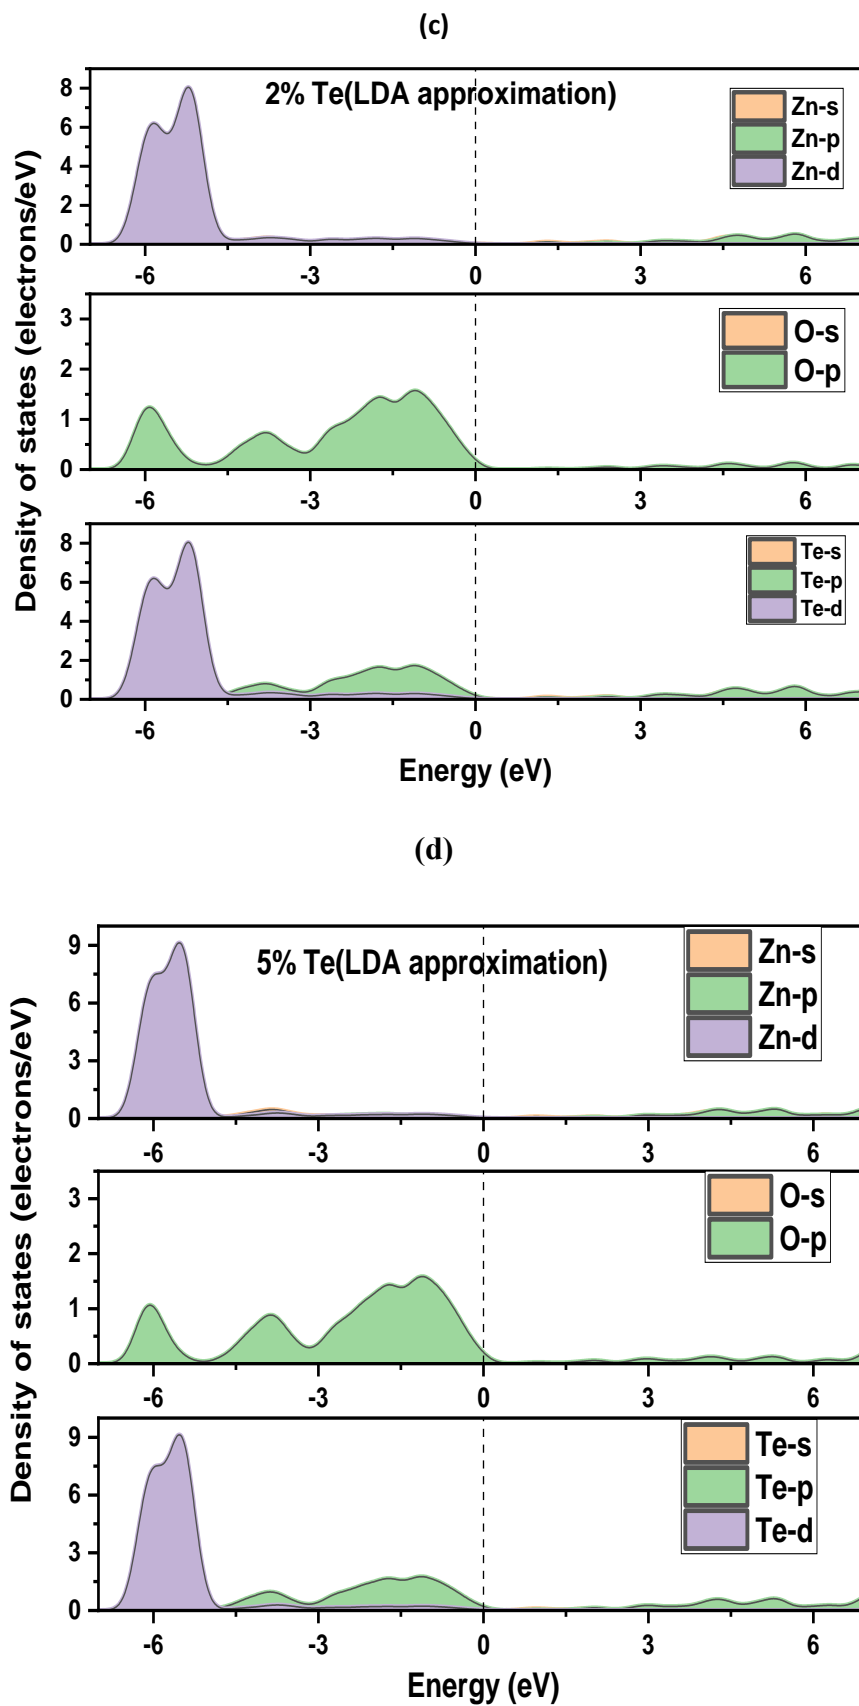 (c)
2% Te(LDA approximation)
Zn-s
Zn-p
Zn-d
8
6
4
2
0
-6 -3 0 3 6
O-s
O-p
3
2
1
0
-6 -3 0 3 6
Te-s
Te-p
Te-d
8
6
4
2
0
-6 -3 0 3 6
Density of states (electrons/eV)
Energy (eV)
(d)
5% Te(LDA approximation)
Zn-s
Zn-p
Zn-d
9
6
3
0
-6 -3 0 3 6
O-s
O-p
3
2
1
0
-6 -3 0 3 6
Te-s
Te-p
Te-d
9
6
3
0
-6 -3 0 3 6
Density of states (electrons/eV)
Energy (eV)